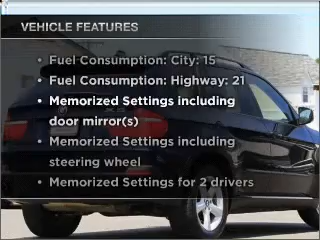 VEHICLE FEATURES
• Fuel Consumption: City: 15
• Fuel Consumption: Highway: 21
• Memorized Settings including
door mirror(s)
• Memorized Settings including
steering wheel
• Memorized Settings for 2 drivers